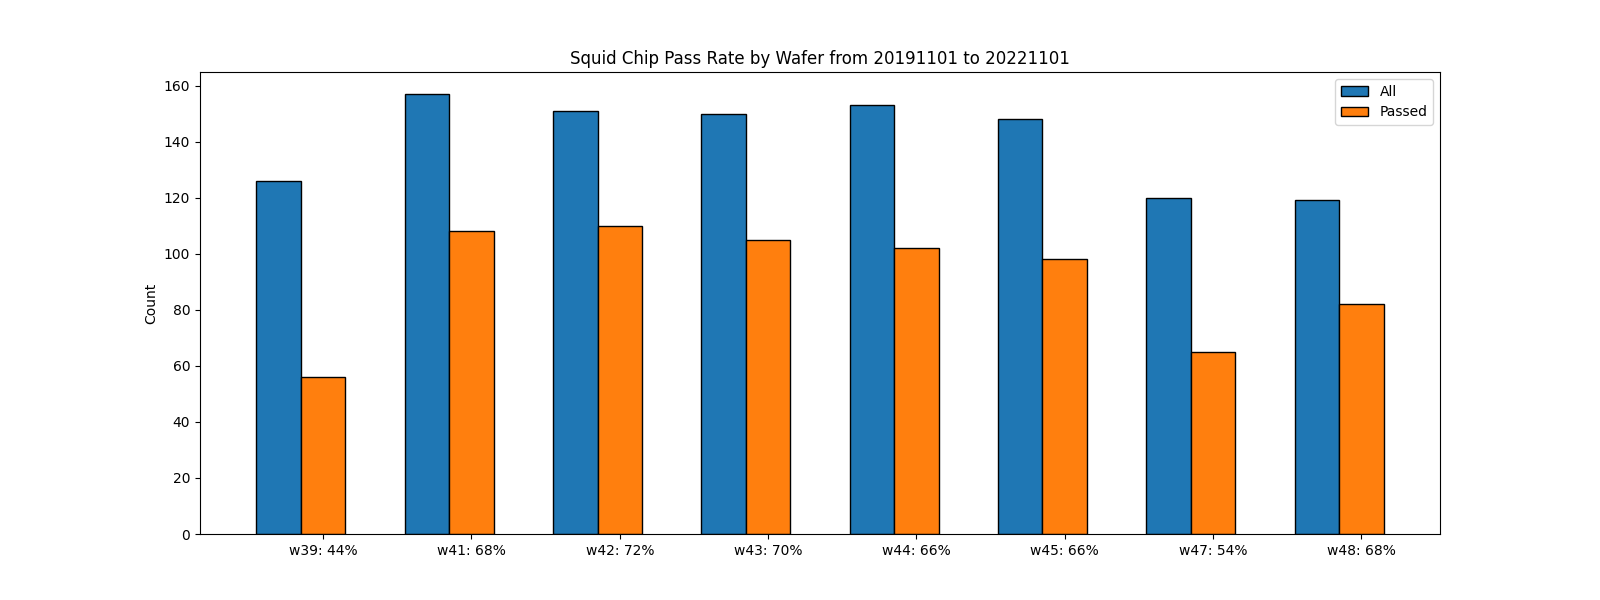 Squid Chip Pass Rate by Wafer from 20191101 to 20221101
160
140
120
100
80
60
40
20
0
Count
All
Passed
w39: 44%
w41: 68%
w42: 72%
w43: 70%
w44: 66%
w45: 66%
w47: 54%
w48: 68%